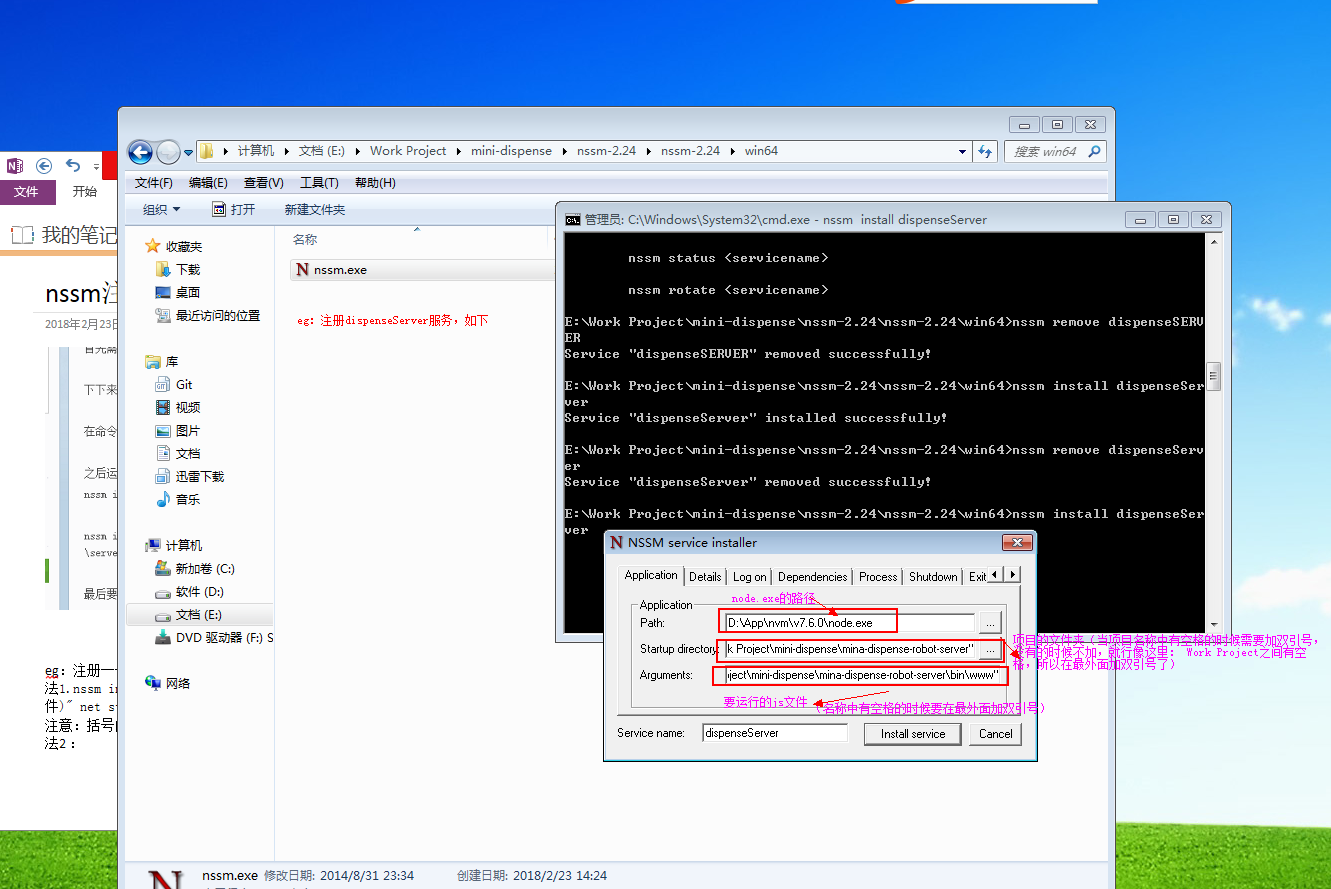 计算机 文档 (E:) Work Project mini-dispense nssm-2.24 nssm-2.24 win64
搜索 win64
文件(F) 编辑(E) 查看(V) 工具(T) 帮助(H)
组织 打开 新建文件夹
文件 开始
我的笔记
nssm注
2018年2月23日
首先需
下下来
在命令
之后运
nssm i
nssm i
\serve
最后要
eg：注册一
法1.nssm in
件)" net st
注意：括号
法2：
收藏夹
下载
桌面
最近访问的位置
库
Git
视频
图片
文档
迅雷下载
音乐
计算机
新加卷 (C:)
软件 (D:)
文档 (E:)
DVD 驱动器 (F:) S
网络
名称
nssm.exe
eg：注册dispenseServer服务，如下
管理员: C:\Windows\System32\cmd.exe - nssm  install dispenseServer
nssm status <servicename>
nssm rotate <servicename>
E:\Work Project\mini-dispense\nssm-2.24\nssm-2.24\win64>nssm remove dispenseSERV
ER
Service "dispenseSERVER" removed successfully!
E:\Work Project\mini-dispense\nssm-2.24\nssm-2.24\win64>nssm install dispenseSer
ver
Service "dispenseServer" installed successfully!
E:\Work Project\mini-dispense\nssm-2.24\nssm-2.24\win64>nssm remove dispenseServ
er
Service "dispenseServer" removed successfully!
E:\Work Project\mini-dispense\nssm-2.24\nssm-2.24\win64>nssm install dispenseSer
ver
NSSM service installer
Application Details Log on Dependencies Process Shutdown Exit
node.exe的路径
Application
Path: D:\App\nvm\v7.6.0\node.exe ...
Startup directory: k Project\mini-dispense\mina-dispense-robot-server" ...
Arguments: ject\mini-dispense\mina-dispense-robot-server\bin\www"
项目的文件夹（当项目名称中有空格的时候需要加双引号，
没有的时候不加，就行像这里： Work Project之间有空
格，所以在最外面加双引号了）
要运行的js文件
（名称中有空格的时候要在最外面加双引号）
Service name: dispenseServer Install service Cancel
nssm.exe 修改日期: 2014/8/31 23:34 创建日期: 2018/2/23 14:24